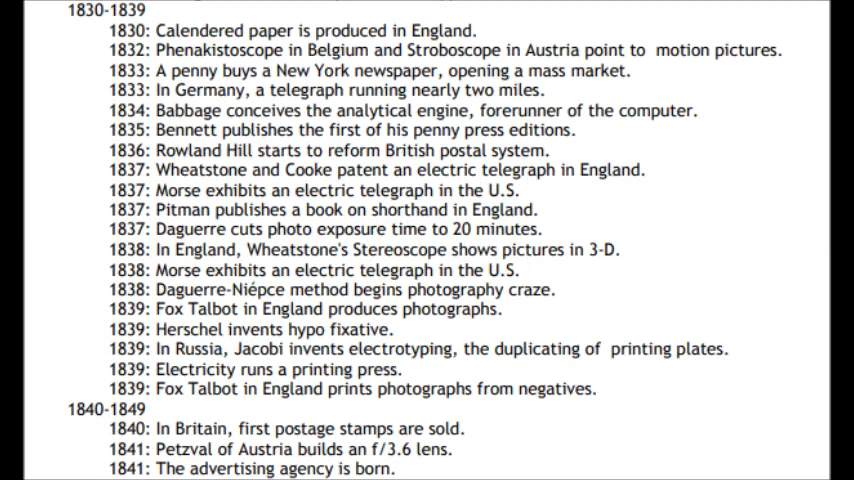 1830-1839
1830: Calendered paper is produced in England.
1832: Phenakistoscope in Belgium and Stroboscope in Austria point to motion pictures.
1833: A penny buys a New York newspaper, opening a mass market.
1833: In Germany, a telegraph running nearly two miles.
1834: Babbage conceives the analytical engine, forerunner of the computer.
1835: Bennett publishes the first of his penny press editions.
1836: Rowland Hill starts to reform British postal system.
1837: Wheatstone and Cooke patent an electric telegraph in England.
1837: Morse exhibits an electric telegraph in the U.S.
1837: Pitman publishes a book on shorthand in England.
1837: Daguerre cuts photo exposure time to 20 minutes.
1838: In England, Wheatstone's Stereoscope shows pictures in 3-D.
1838: Morse exhibits an electric telegraph in the U.S.
1838: Daguerre-Niépce method begins photography craze.
1839: Fox Talbot in England produces photographs.
1839: Herschel invents hypo fixative.
1839: In Russia, Jacobi invents electrotyping, the duplicating of printing plates.
1839: Electricity runs a printing press.
1839: Fox Talbot in England prints photographs from negatives.
1840-1849
1840: In Britain, first postage stamps are sold.
1841: Petzval of Austria builds an f/3.6 lens.
1841: The advertising agency is born.